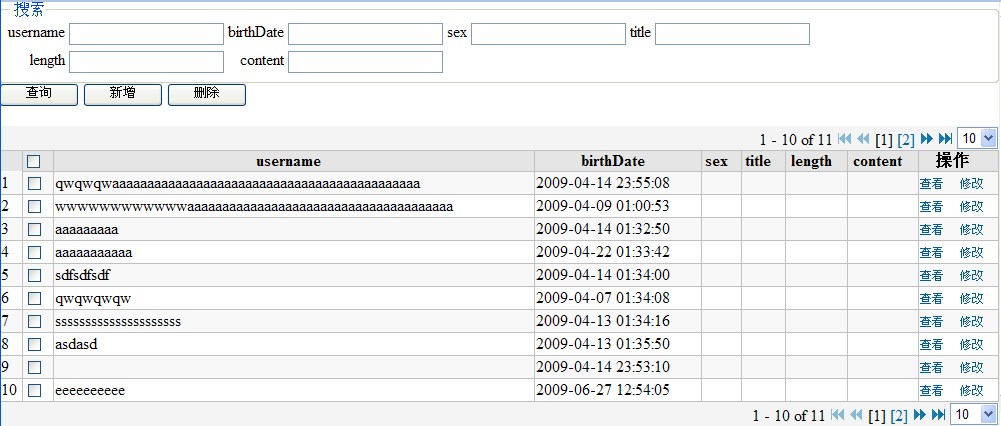 搜索
username birthDate sex title
length content
查询 新增 删除
1 - 10 of 11 [1] [2] 10
username birthDate sex title length content 操作
1 qwqwqwaaaaaaaaaaaaaaaaaaaaaaaaaaaaaaaaaaaaaaaaaaaa 2009-04-14 23:55:08 查看 修改
2 wwwwwwwwwwwwaaaaaaaaaaaaaaaaaaaaaaaaaaaaaaaaaaaaaa 2009-04-09 01:00:53 查看 修改
3 aaaaaaaaa 2009-04-14 01:32:50 查看 修改
4 aaaaaaaaaaa 2009-04-22 01:33:42 查看 修改
5 sdfsdfsdf 2009-04-14 01:34:00 查看 修改
6 qwqwqwqw 2009-04-07 01:34:08 查看 修改
7 sssssssssssssssssssss 2009-04-13 01:34:16 查看 修改
8 asdasd 2009-04-13 01:35:50 查看 修改
9 2009-04-14 23:53:10 查看 修改
10 eeeeeeeeee 2009-06-27 12:54:05 查看 修改
1 - 10 of 11 [1] [2] 10